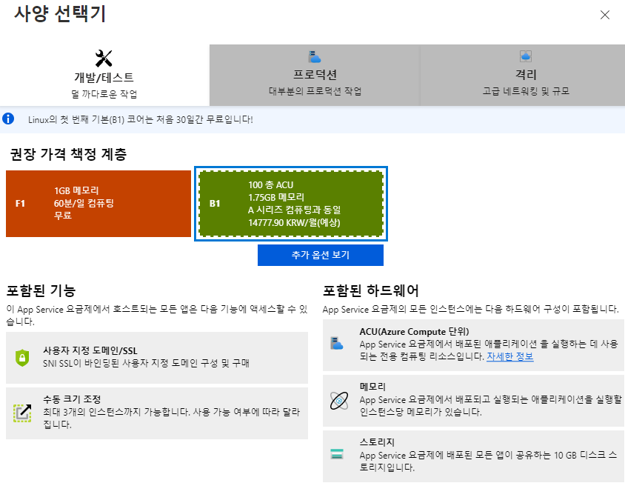 사양 선택기
개발/테스트
덜 까다로운 작업
프로덕션
대부분의 프로덕션 작업
격리
고급 네트워킹 및 규모
Linux의 첫 번째 기본(B1) 코어는 처음 30일간 무료입니다!
권장 가격 책정 계층
F1
1GB 메모리
60분/일 컴퓨팅
무료
B1
100 총 ACU
1.75GB 메모리
A 시리즈 컴퓨팅과 동일
14777.90 KRW/월(예상)
추가 옵션 보기
포함된 기능
이 App Service 요금제에서 호스트되는 모든 앱은 다음 기능에 액세스할 수 있
습니다.
사용자 지정 도메인/SSL
SNI SSL이 바인딩된 사용자 지정 도메인 구성 및 구매
수동 크기 조정
최대 3개의 인스턴스까지 가능합니다. 사용 가능 여부에 따라 달라
집니다.
포함된 하드웨어
App Service 요금제의 모든 인스턴스에는 다음 하드웨어 구성이 포함됩니다.
ACU(Azure Compute 단위)
App Service 요금제에서 배포된 애플리케이션 을 실행하는 데 사용
되는 전용 컴퓨팅 리소스입니다. 자세한 정보
메모리
App Service 요금제에서 배포되고 실행되는 애플리케이션을 실행할
인스턴스당 메모리가 있습니다.
스토리지
App Service 요금제에 배포된 모든 앱이 공유하는 10 GB 디스크 스
토리지입니다.